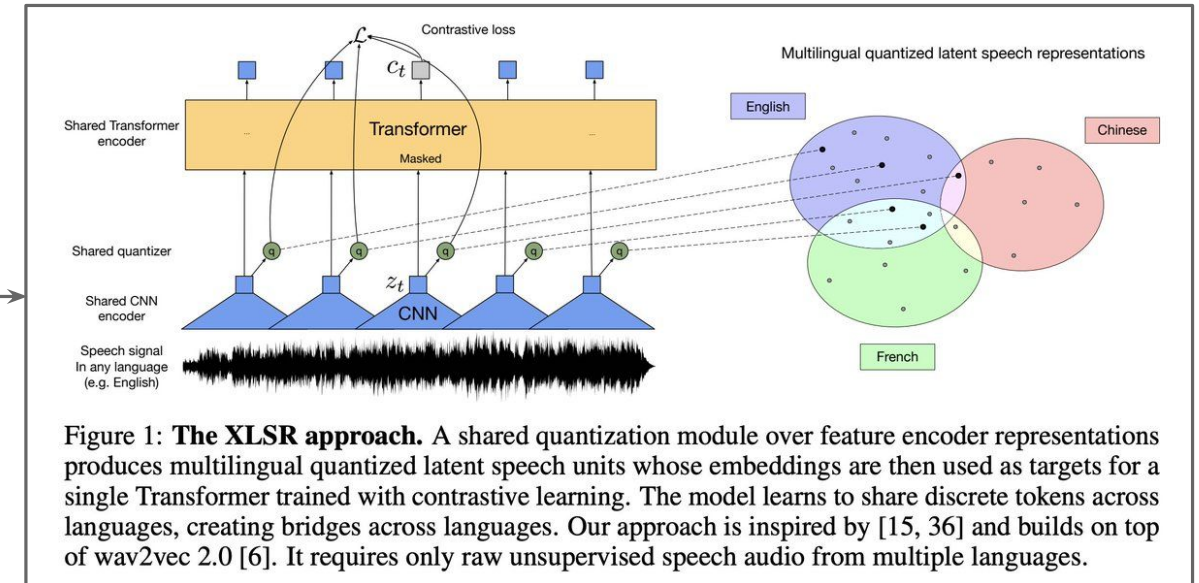 ℒ
Contrastive loss
c_t
Multilingual quantized latent speech representations
English
Chinese
Shared Transformer
encoder
...
Transformer
...
Masked
Shared quantizer
q
q
q
q
q
z_t
Shared CNN
encoder
CNN
Speech signal
In any language
(e.g. English)
French
Figure 1: The XLSR approach. A shared quantization module over feature encoder representations
produces multilingual quantized latent speech units whose embeddings are then used as targets for a
single Transformer trained with contrastive learning. The model learns to share discrete tokens across
languages, creating bridges across languages. Our approach is inspired by [15, 36] and builds on top
of wav2vec 2.0 [6]. It requires only raw unsupervised speech audio from multiple languages.